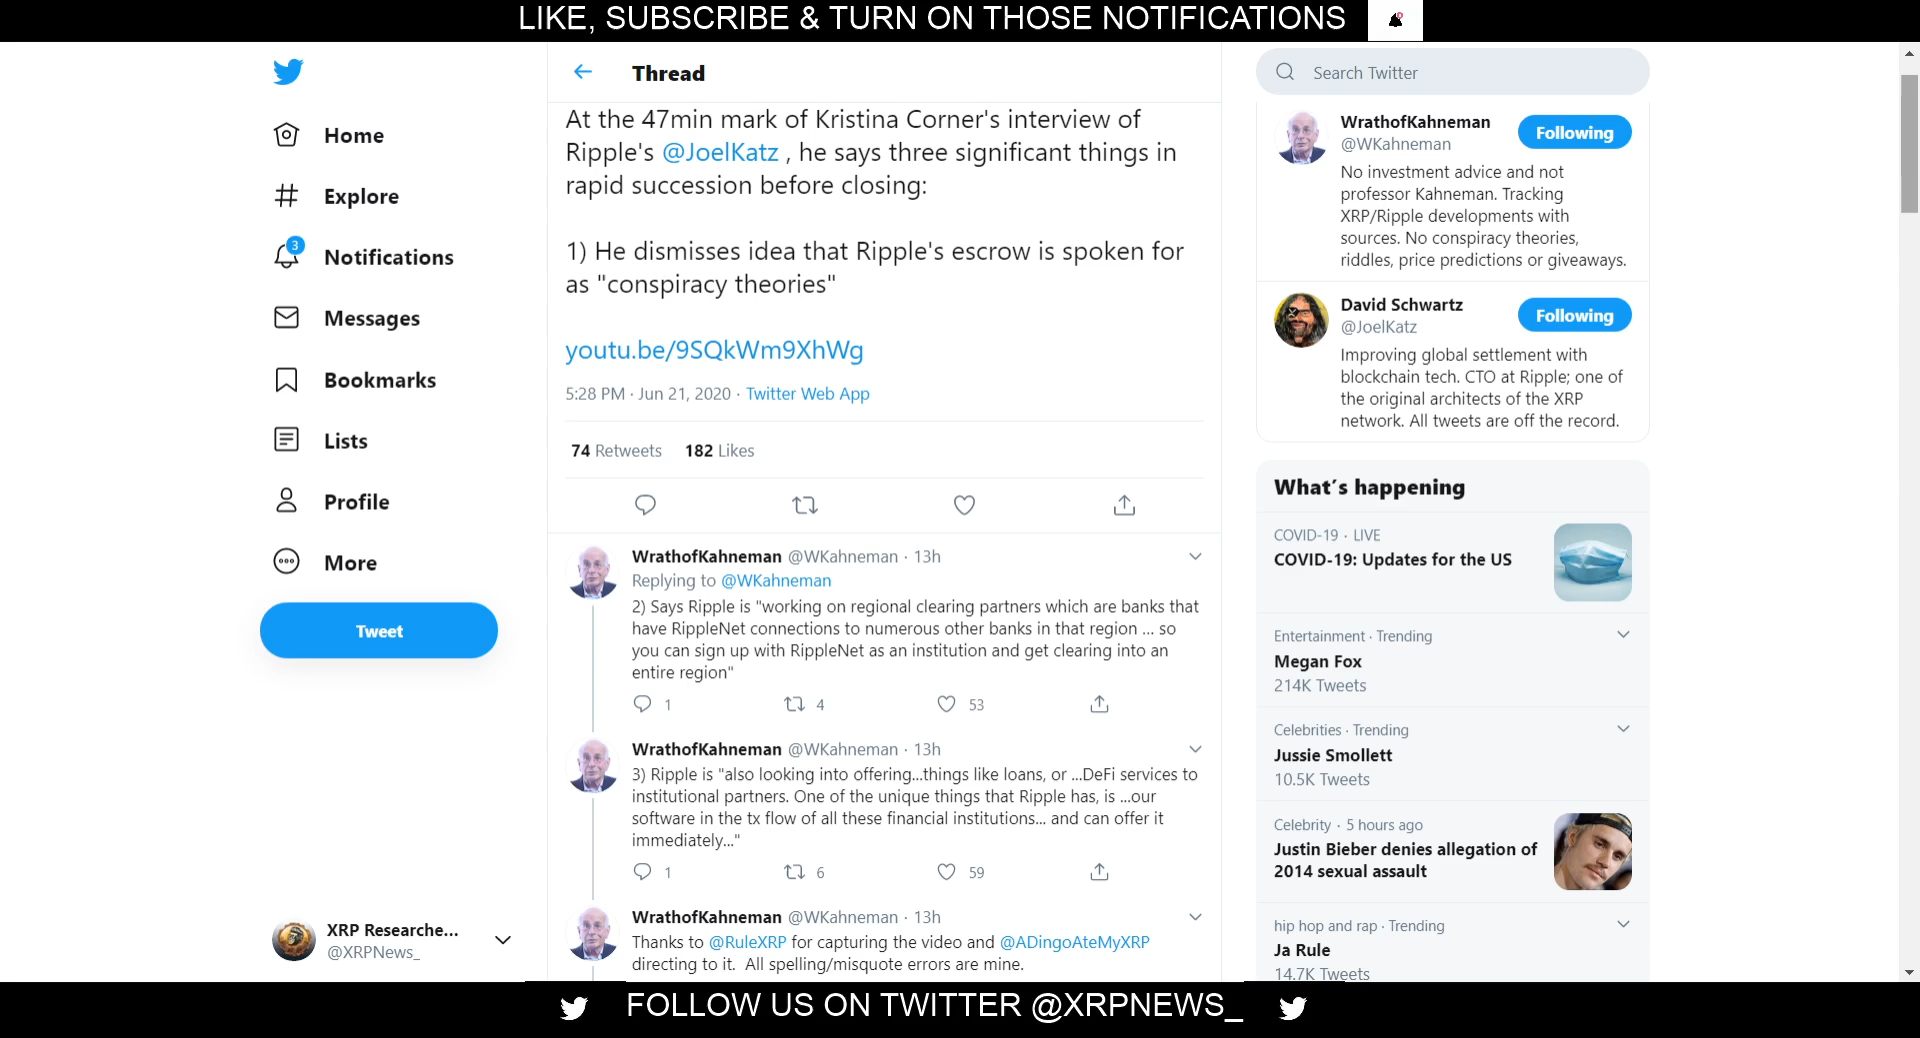 LIKE, SUBSCRIBE & TURN ON THOSE NOTIFICATIONS
Home
Explore
3
Notifications
Messages
Bookmarks
Lists
Profile
More
Tweet
XRP Researche...
@XRPNews_
Thread
At the 47min mark of Kristina Corner's interview of
Ripple's @JoelKatz , he says three significant things in
rapid succession before closing:
1) He dismisses idea that Ripple's escrow is spoken for
as "conspiracy theories"
youtu.be/9SQkWm9XhWg
5:28 PM · Jun 21, 2020 · Twitter Web App
74 Retweets 182 Likes
WrathofKahneman @WKahneman · 13h
Replying to @WKahneman
2) Says Ripple is "working on regional clearing partners which are banks that
have RippleNet connections to numerous other banks in that region ... so
you can sign up with RippleNet as an institution and get clearing into an
entire region"
1 4 53
WrathofKahneman @WKahneman · 13h
3) Ripple is "also looking into offering...things like loans, or ...DeFi services to
institutional partners. One of the unique things that Ripple has, is ...our
software in the tx flow of all these financial institutions... and can offer it
immediately..."
1 6 59
WrathofKahneman @WKahneman · 13h
Thanks to @RuleXRP for capturing the video and @ADingoAteMyXRP
directing to it. All spelling/misquote errors are mine.
Search Twitter
WrathofKahneman
@WKahneman
Following
No investment advice and not
professor Kahneman. Tracking
XRP/Ripple developments with
sources. No conspiracy theories,
riddles, price predictions or giveaways.
David Schwartz
@JoelKatz
Following
Improving global settlement with
blockchain tech. CTO at Ripple; one of
the original architects of the XRP
network. All tweets are off the record.
What's happening
COVID-19 · LIVE
COVID-19: Updates for the US
Entertainment · Trending
Megan Fox
214K Tweets
Celebrities · Trending
Jussie Smollett
10.5K Tweets
Celebrity · 5 hours ago
Justin Bieber denies allegation of
2014 sexual assault
hip hop and rap · Trending
Ja Rule
14.7K Tweets
FOLLOW US ON TWITTER @XRPNEWS_